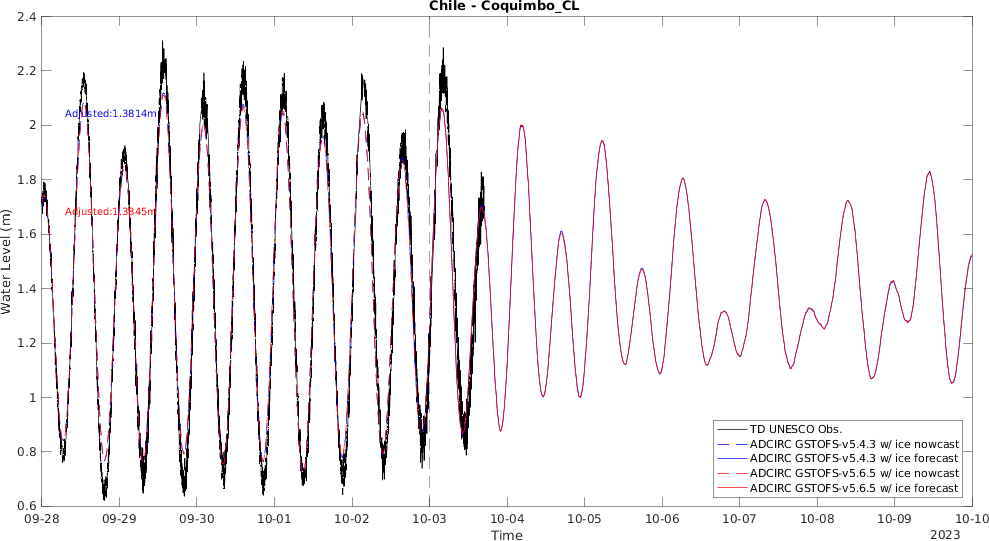 Chile - Coquimbo_CL
Water Level (m)
2.4
2.2
2
1.8
1.6
1.4
1.2
1
0.8
0.6
Adjusted:1.3814m
Adjusted:1.3345m
TD UNESCO Obs.
ADCIRC GSTOFS-v5.4.3 w/ ice nowcast
ADCIRC GSTOFS-v5.4.3 w/ ice forecast
ADCIRC GSTOFS-v5.6.5 w/ ice nowcast
ADCIRC GSTOFS-v5.6.5 w/ ice forecast
09-28 09-29 09-30 10-01 10-02 10-03 10-04 10-05 10-06 10-07 10-08 10-09 10-10
Time
2023